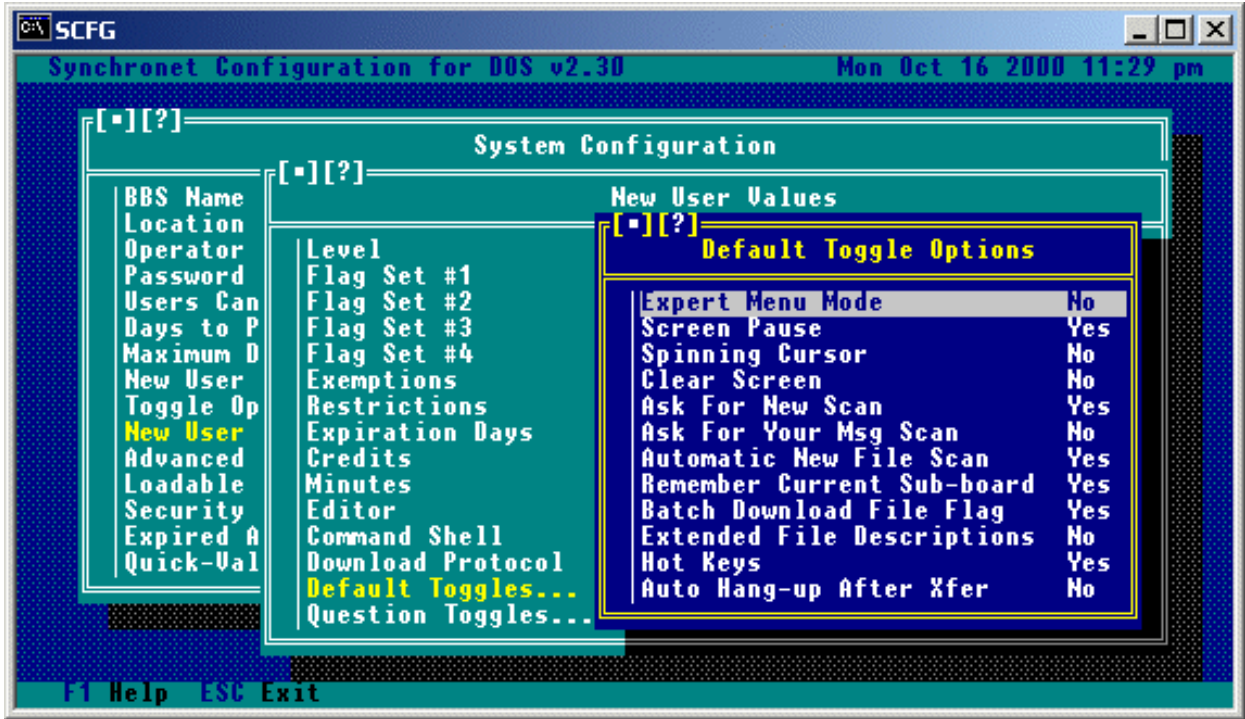 SCFG
Synchronet Configuration for DOS v2.30 Mon Oct 16 2000 11:29 pm
[▪][?]
System Configuration
BBS Name
Location
Operator
Password
Users Can
Days to P
Maximum D
New User
Toggle Op
New User
Advanced
Loadable
Security
Expired A
Quick-Val
[▪][?]
New User Values
Level
Flag Set #1
Flag Set #2
Flag Set #3
Flag Set #4
Exemptions
Restrictions
Expiration Days
Credits
Minutes
Editor
Command Shell
Download Protocol
Default Toggles...
Question Toggles...
[▪][?]
Default Toggle Options
Expert Menu Mode No
Screen Pause Yes
Spinning Cursor No
Clear Screen No
Ask For New Scan Yes
Ask For Your Msg Scan No
Automatic New File Scan Yes
Remember Current Sub-board Yes
Batch Download File Flag Yes
Extended File Descriptions No
Hot Keys Yes
Auto Hang-up After Xfer No
F1 Help ESC Exit